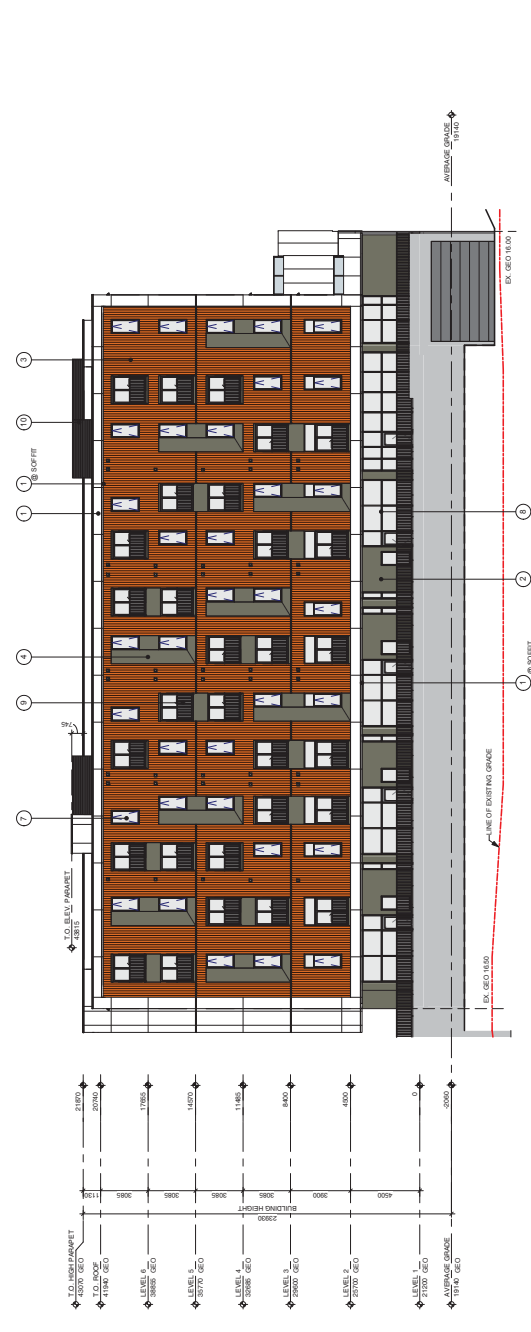 3
10
@ SOFFIT
1
1
4
9
7
745
T.O. ELEV. PARAPET
43815
AVERAGE GRADE
19140
EX. GEO 16.00
8
2
1
@ SOFFIT
LINE OF EXISTING GRADE
EX. GEO 16.50
21870
20740
17655
14570
11485
8400
4500
0
-2060
1130
3085
3085
3085
3085
3900
4500
BUILDING HEIGHT
23930
T.O. HIGH PARAPET
43070 GEO
T.O. ROOF
41940 GEO
LEVEL 6
38855 GEO
LEVEL 5
35770 GEO
LEVEL 4
32685 GEO
LEVEL 3
29600 GEO
LEVEL 2
25700 GEO
LEVEL 1
21200 GEO
AVERAGE GRADE
19140 GEO